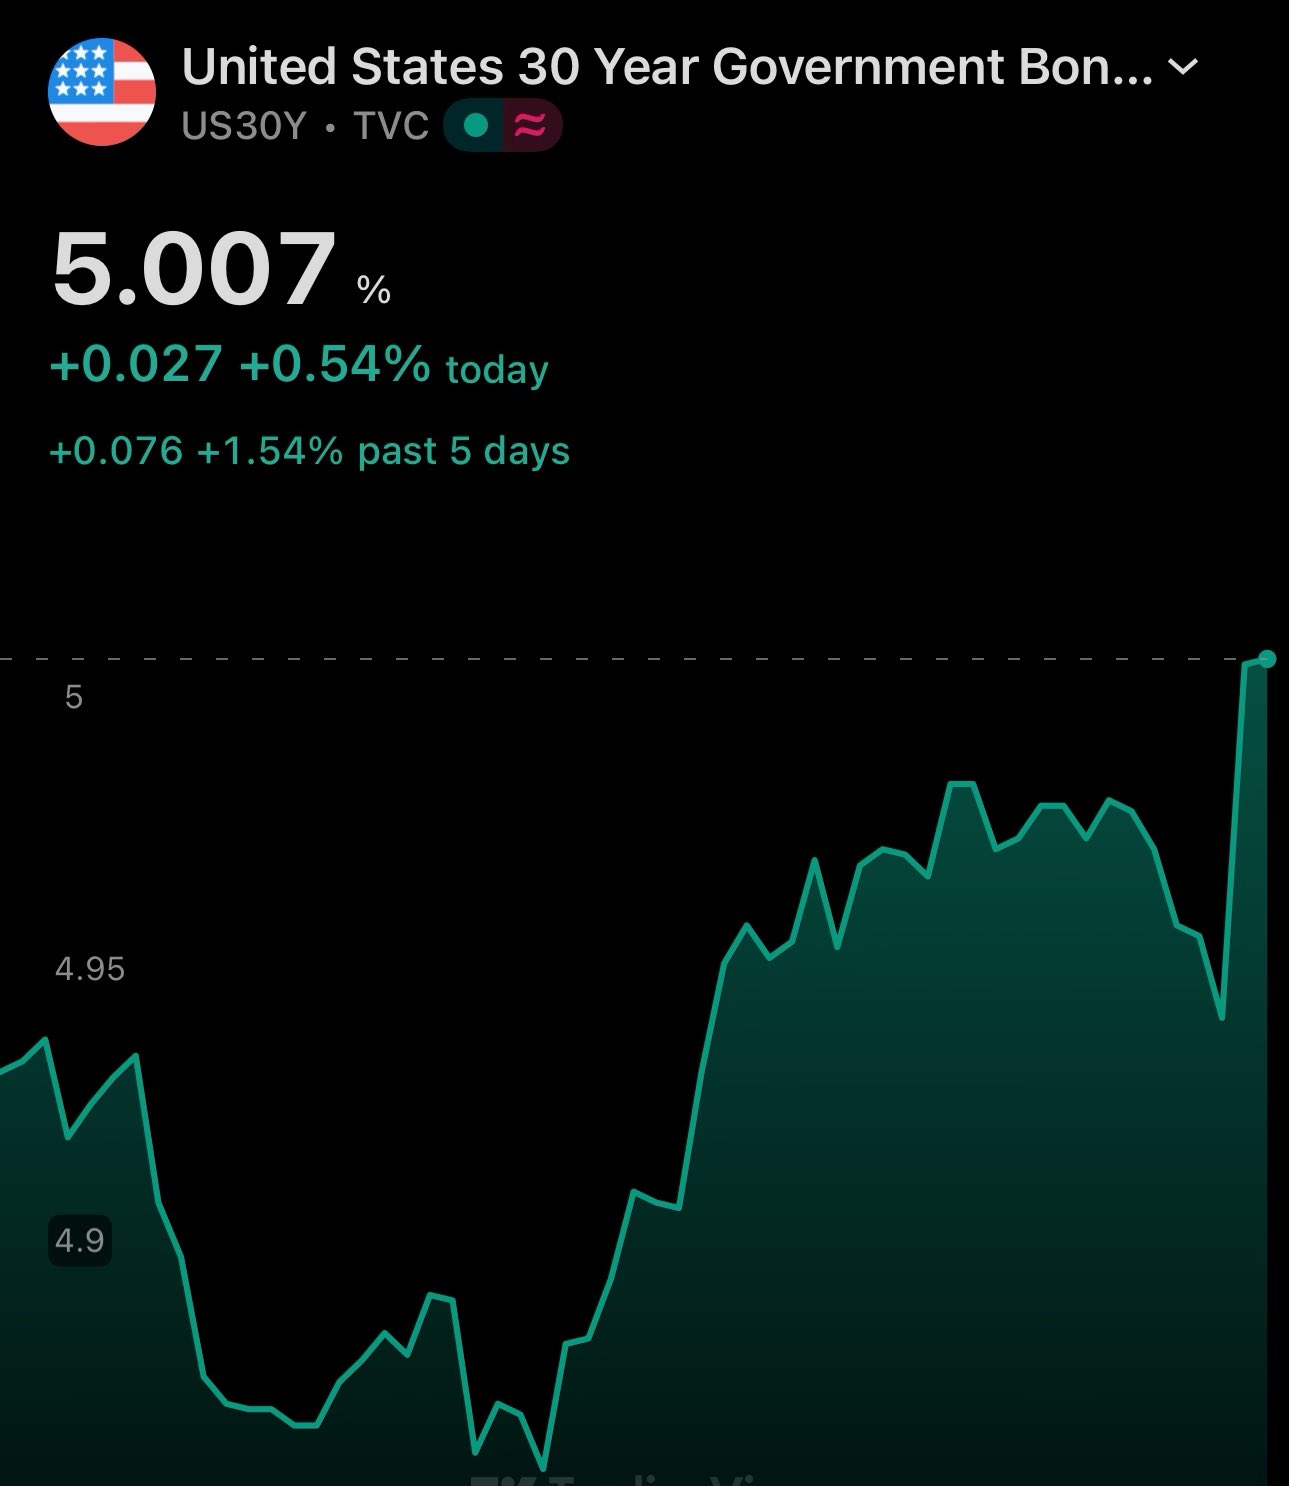 United States 30 Year Government Bon...
US30Y • TVC
5.007 %
+0.027 +0.54% today
+0.076 +1.54% past 5 days
5
4.95
4.9